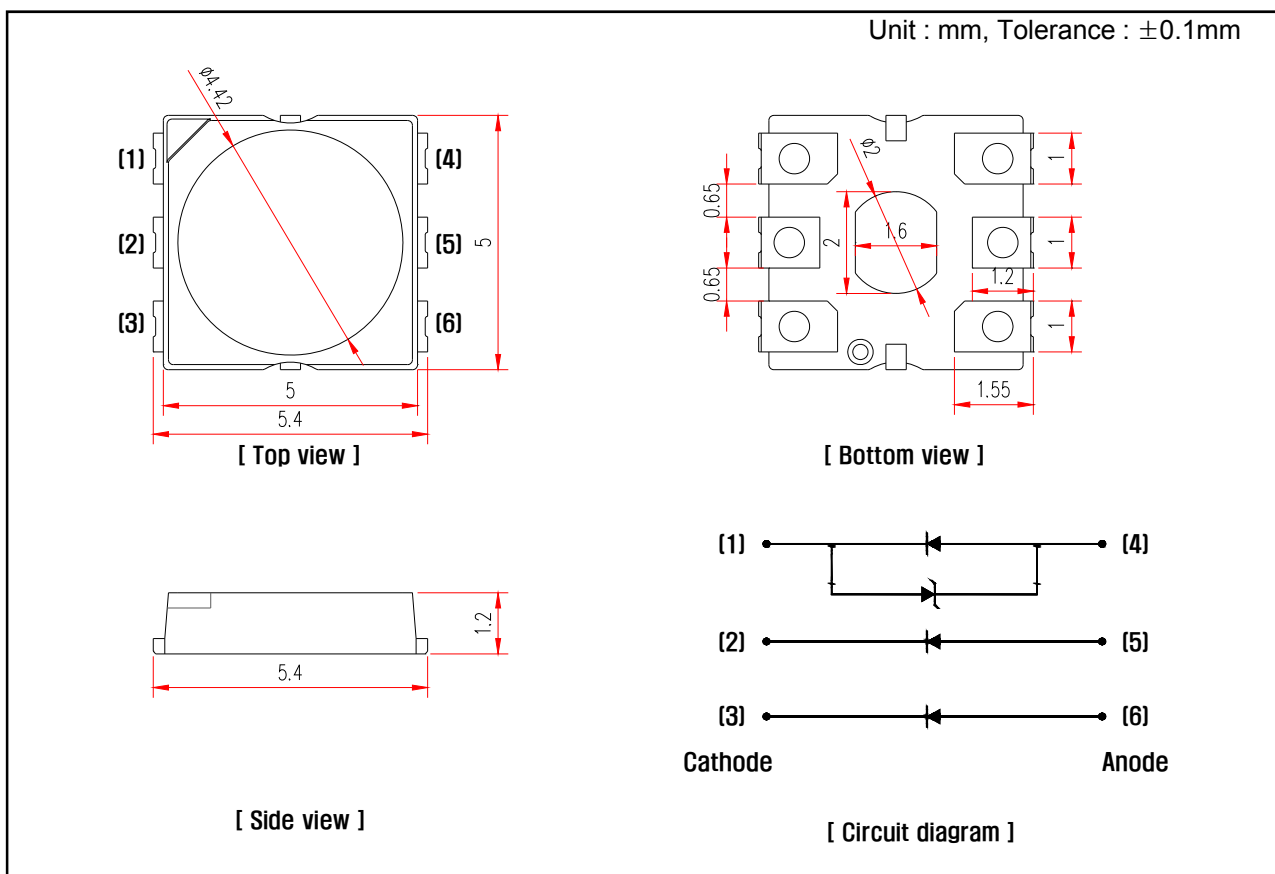 Unit : mm, Tolerance : ±0.1mm
ϕ4.42
(1)
(2)
(3)
(4)
(5)
(6)
5
5
5.4
[ Top view ]
ϕ2
0.65
0.65
2
1.6
1
1
1.2
1
1.55
[ Bottom view ]
1.2
5.4
[ Side view ]
(1)
(4)
(2)
(5)
(3)
(6)
Cathode
Anode
[ Circuit diagram ]